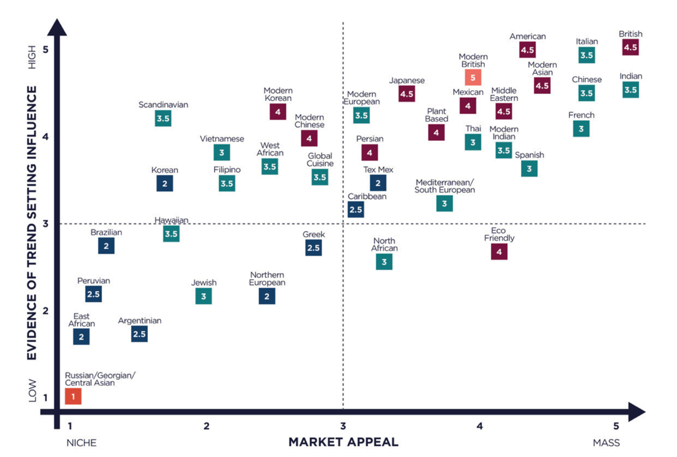 HIGH
EVIDENCE OF TREND SETTING INFLUENCE
LOW
5
4
3
2
1
American
4.5
Italian
3.5
British
4.5
Modern
British
5
Modern
Asian
4.5
Chinese
3.5
Indian
3.5
Japanese
4.5
Mexican
4
Middle
Eastern
4.5
French
3
Modern
European
3.5
Plant
Based
4
Thai
3
Modern
Indian
3.5
Spanish
3
Scandinavian
3.5
Modern
Korean
4
Modern
Chinese
4
Persian
4
Vietnamese
3
West
African
3.5
Global
Cuisine
3.5
Tex Mex
2
Mediterranean/
South European
3
Korean
2
Filipino
3.5
Caribbean
2.5
Hawaiian
3.5
Brazilian
2
Greek
2.5
North
African
3
Eco
Friendly
4
Peruvian
2.5
Jewish
3
Northern
European
2
East
African
2
Argentinian
2.5
Russian/Georgian/
Central Asian
1
1
2
3
4
5
NICHE
MARKET APPEAL
MASS